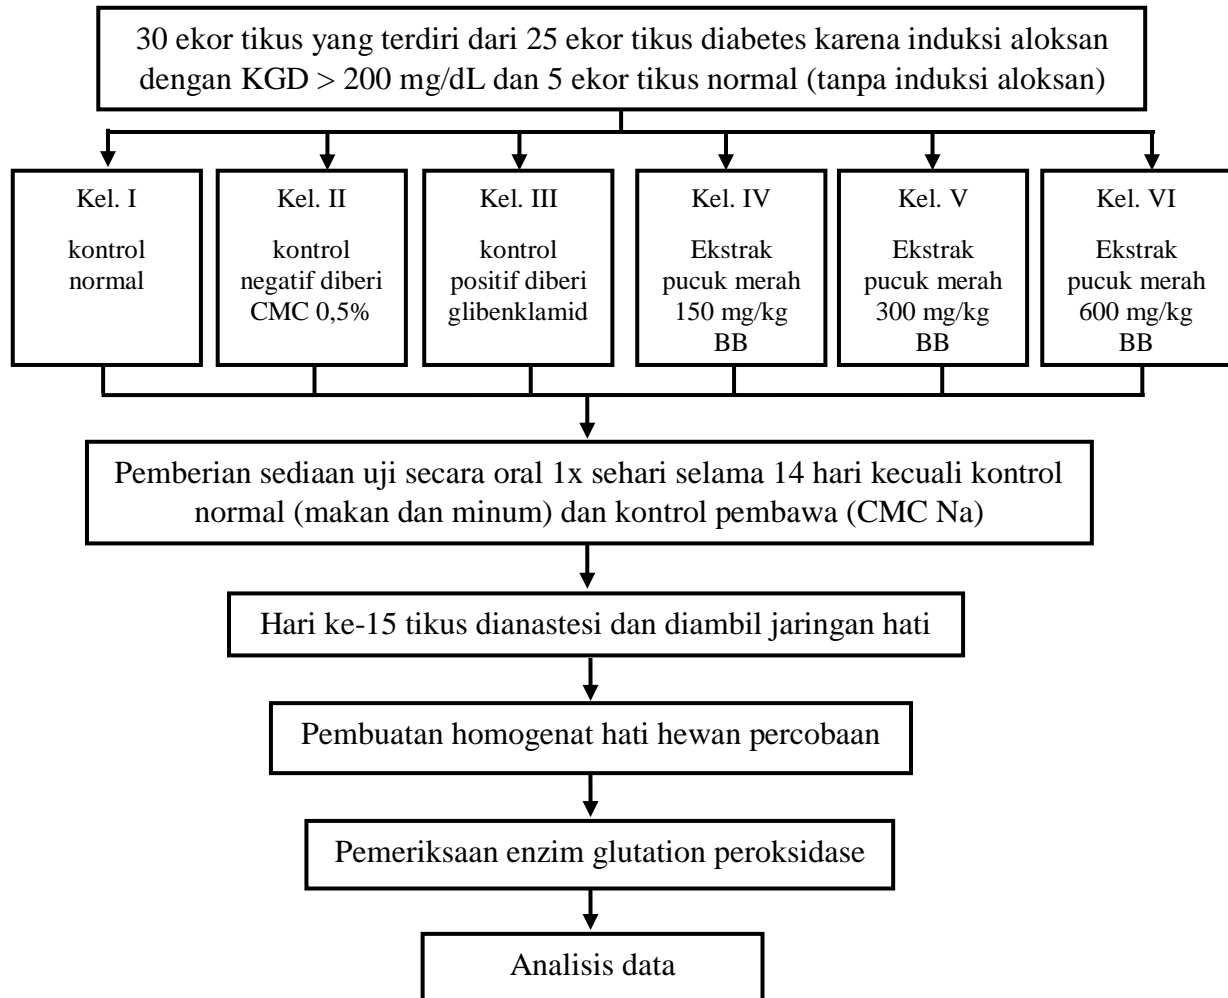 30 ekor tikus yang terdiri dari 25 ekor tikus diabetes karena induksi aloksan
dengan KGD > 200 mg/dL dan 5 ekor tikus normal (tanpa induksi aloksan)
Kel. I
kontrol
normal
Kel. II
kontrol
negatif diberi
CMC 0,5%
Kel. III
kontrol
positif diberi
glibenklamid
Kel. IV
Ekstrak
pucuk merah
150 mg/kg
BB
Kel. V
Ekstrak
pucuk merah
300 mg/kg
BB
Kel. VI
Ekstrak
pucuk merah
600 mg/kg
BB
Pemberian sediaan uji secara oral 1x sehari selama 14 hari kecuali kontrol
normal (makan dan minum) dan kontrol pembawa (CMC Na)
Hari ke-15 tikus dianastesi dan diambil jaringan hati
Pembuatan homogenat hati hewan percobaan
Pemeriksaan enzim glutation peroksidase
Analisis data